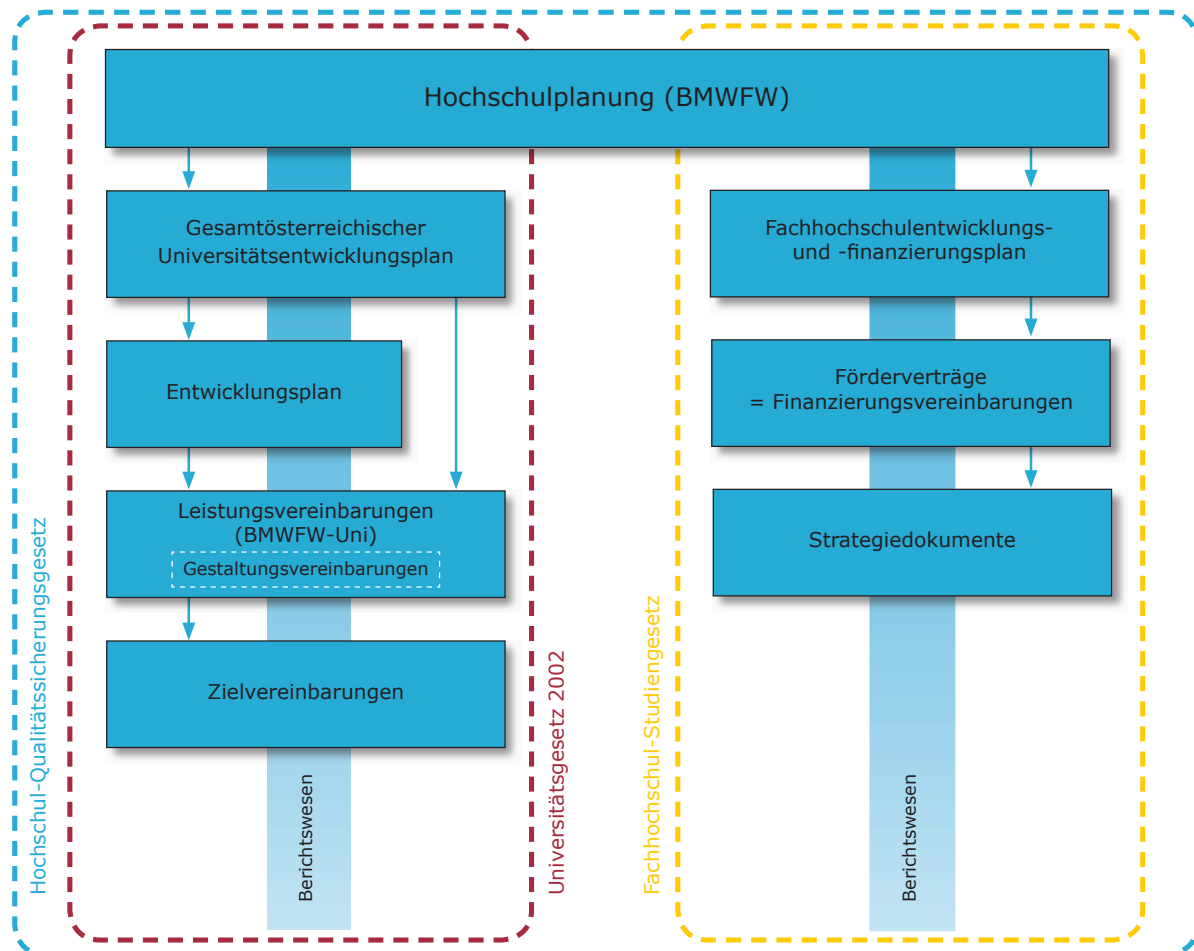 Hochschulplanung (BMWFW)
Gesamtösterreichischer
Universitätsentwicklungsplan
Entwicklungsplan
Leistungsvereinbarungen
(BMWFW-Uni)
Gestaltungsvereinbarungen
Zielvereinbarungen
Berichtswesen
Hochschul-Qualitätssicherungsgesetz
Universitätsgesetz 2002
Fachhochschulentwicklungs-
und -finanzierungsplan
Förderverträge
= Finanzierungsvereinbarungen
Strategiedokumente
Berichtswesen
Fachhochschul-Studiengesetz